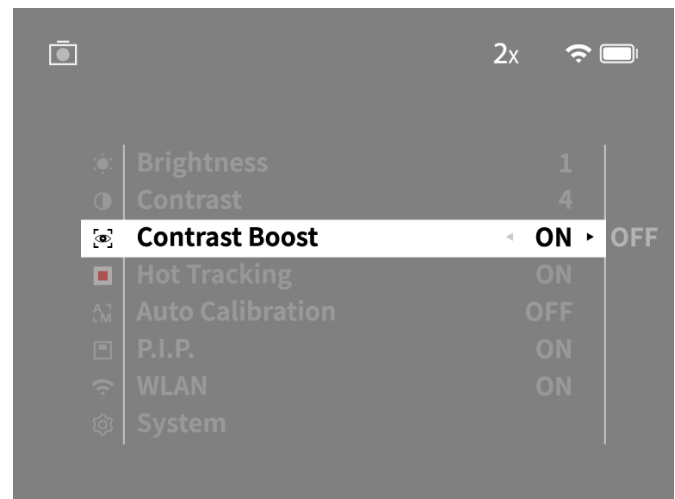 2x
Brightness 1
Contrast 4
Contrast Boost ON OFF
Hot Tracking ON
Auto Calibration OFF
P.I.P. ON
WLAN ON
System